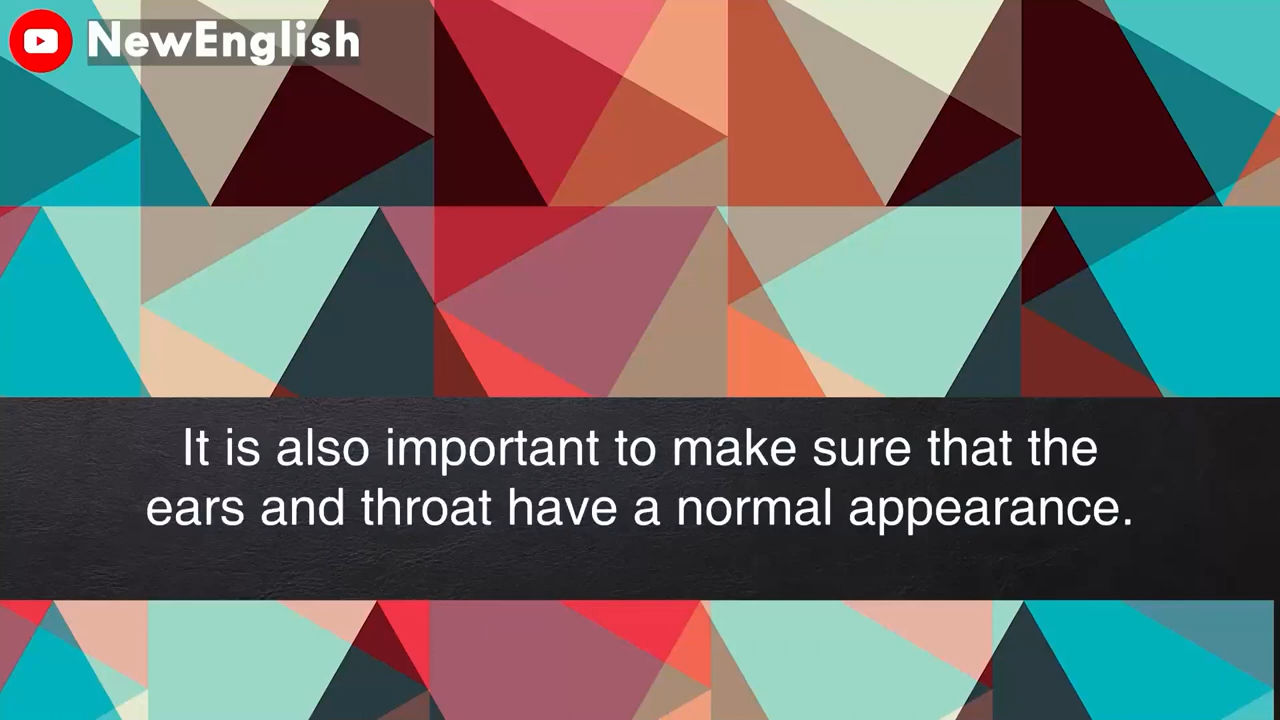 NewEnglish
It is also important to make sure that the
ears and throat have a normal appearance.